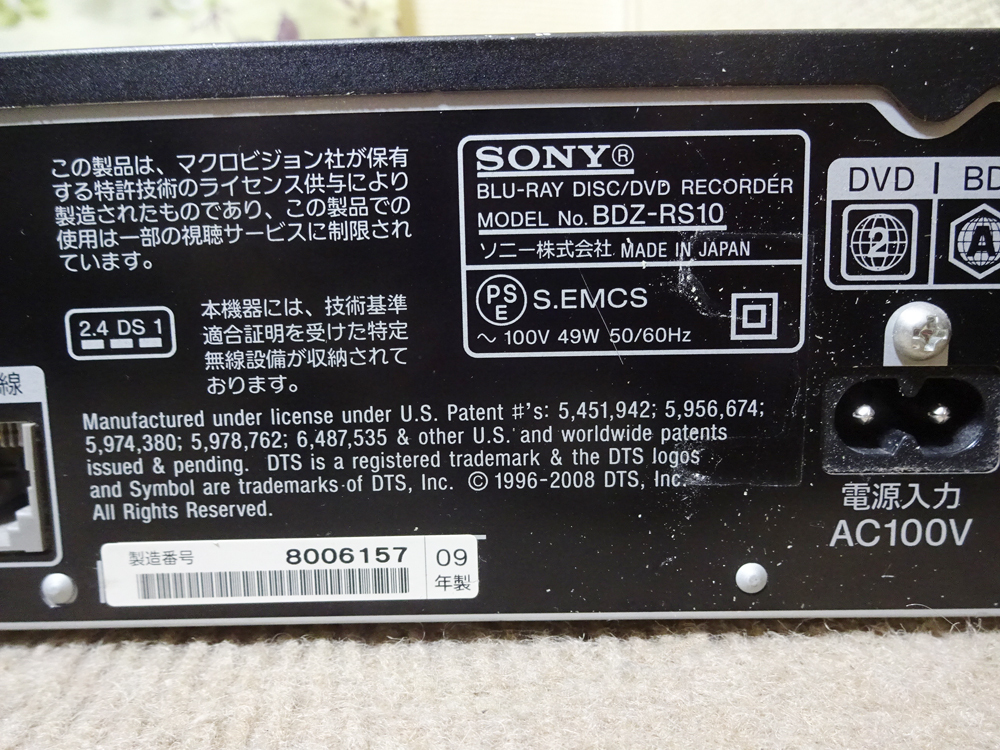 この製品は、マクロビジョン社が保有
する特許技術のライセンス供与により
製造されたものであり、この製品での
使用は一部の視聴サービスに制限され
ています。
2.4 DS 1
本機器には、技術基準
適合証明を受けた特定
無線設備が収納されて
おります。
SONY®
BLU-RAY DISC/DVD RECORDER
MODEL No. BDZ-RS10
ソニー株式会社 MADE IN JAPAN
PS
E
S.EMCS
～ 100V 49W 50/60Hz
DVD | BD
2
A
線
Manufactured under license under U.S. Patent #'s: 5,451,942; 5,956,674;
5,974,380; 5,978,762; 6,487,535 & other U.S. and worldwide patents
issued & pending. DTS is a registered trademark & the DTS logos
and Symbol are trademarks of DTS, Inc. © 1996-2008 DTS, Inc
All Rights Reserved.
電源入力
AC100V
製造番号 8006157
09
年製